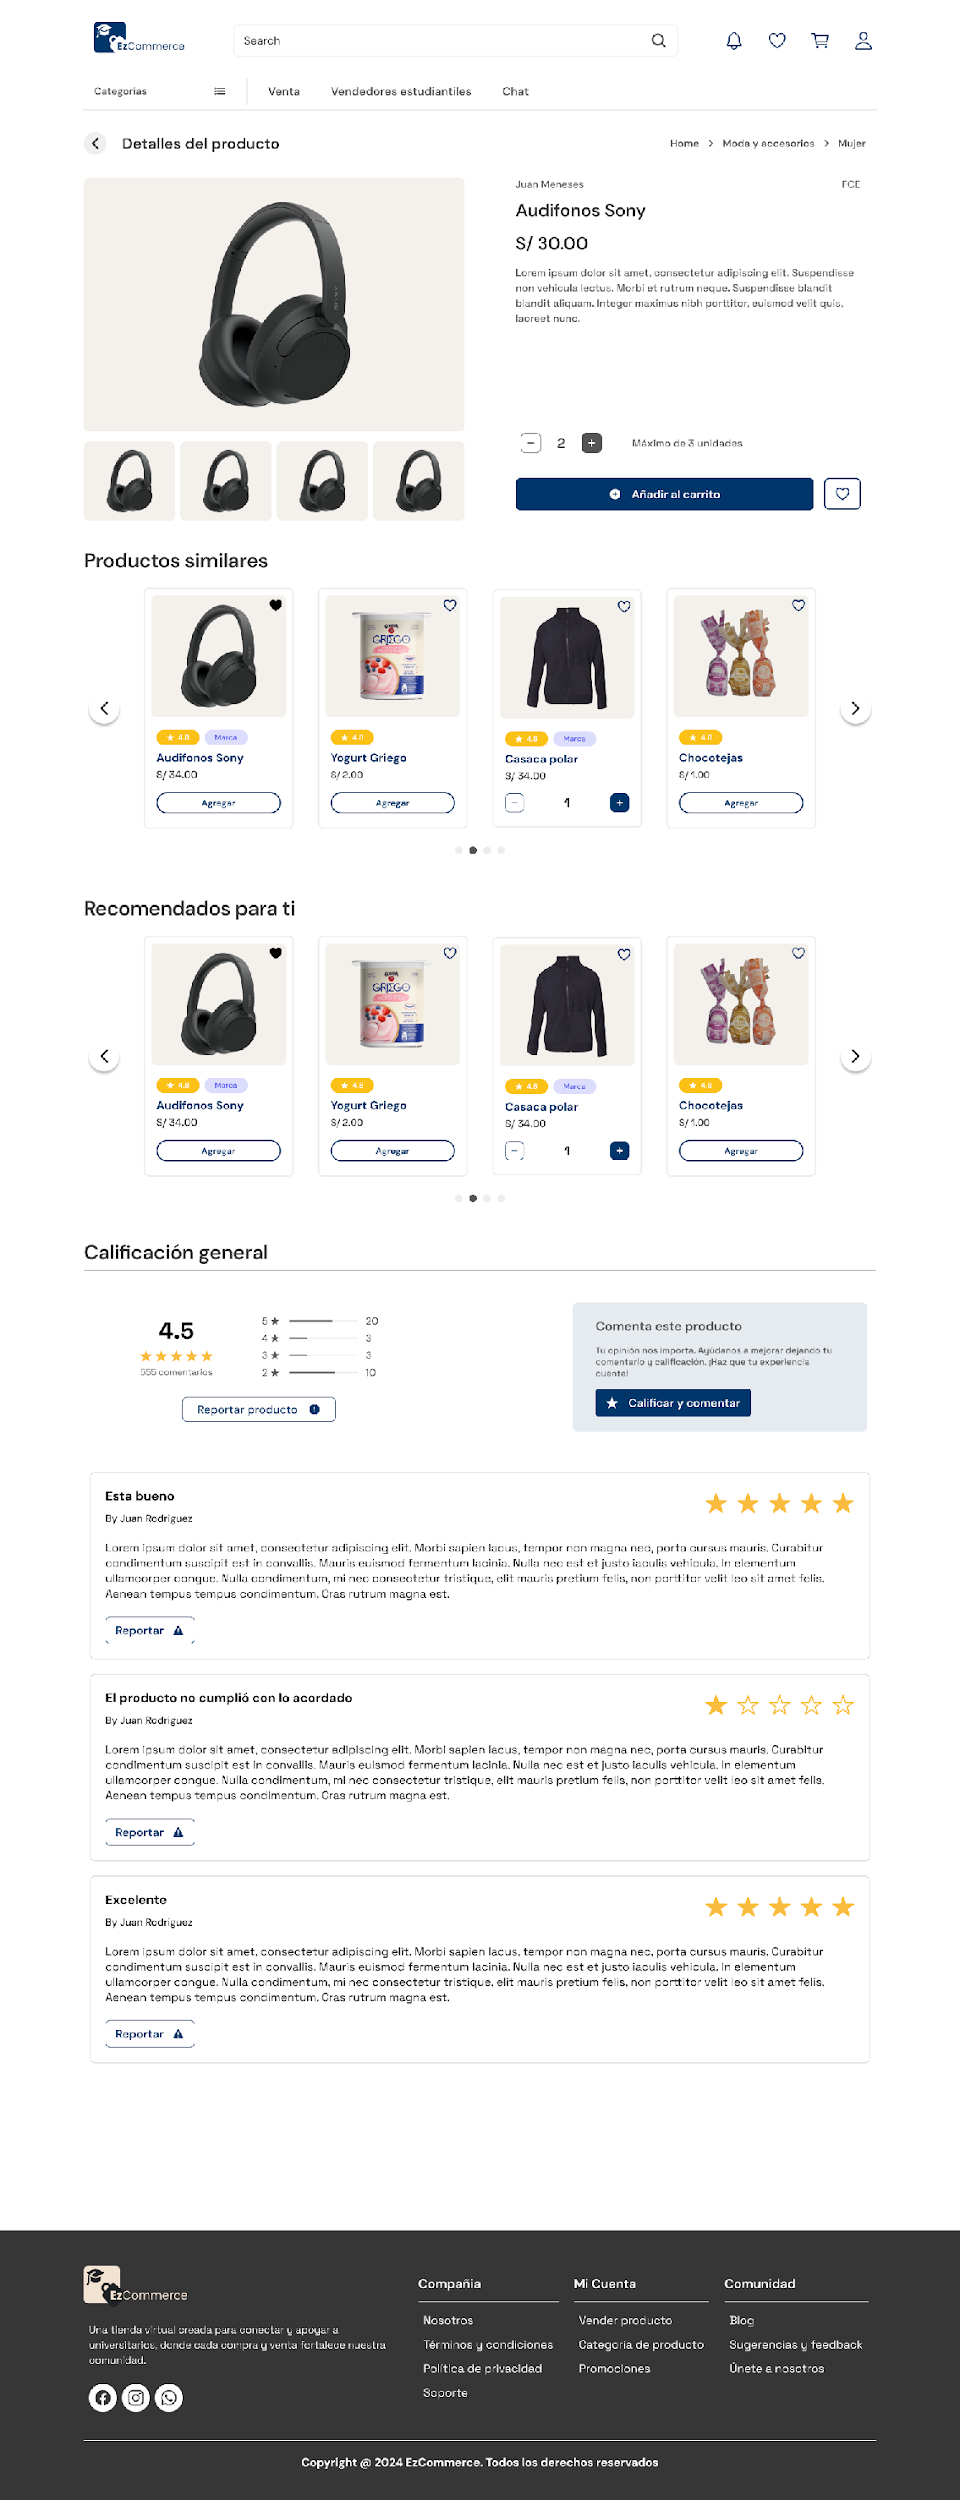 EzCommerce
Search
Categorias
Venta
Vendedores estudiantiles
Chat
Detalles del producto
Home > Moda y accesorios > Mujer
Juan Meneses
FCE
Audifonos Sony
S/ 30.00
Lorem ipsum dolor sit amet, consectetur adipiscing elit. Suspendisse
non vehicula lectus. Morbi et rutrum neque. Suspendisse blandit
blandit aliquam. Integer maximus nibh porttitor, euismod velit quis,
laoreet nunc.
2
Máximo de 3 unidades
Añadir al carrito
Productos similares
GRIEGO
4.8 Marca
Audifonos Sony
S/ 34.00
Agregar
4.8
Yogurt Griego
S/ 2.00
Agregar
4.8 Marca
Casaca polar
S/ 34.00
1
4.8
Chocotejas
S/ 1.00
Agregar
Recomendados para ti
GRIEGO
4.8 Marca
Audifonos Sony
S/ 34.00
Agregar
4.8
Yogurt Griego
S/ 2.00
Agregar
4.8 Marca
Casaca polar
S/ 34.00
1
4.8
Chocotejas
S/ 1.00
Agregar
Calificación general
4.5
555 comentarios
5 20
4 3
3 3
2 10
Reportar producto
Comenta este producto
Tu opinión nos importa. Ayúdanos a mejorar dejando tu
comentario y calificación. ¡Haz que tu experiencia
cuente!
Calificar y comentar
Esta bueno
By Juan Rodriguez
Lorem ipsum dolor sit amet, consectetur adipiscing elit. Morbi sapien lacus, tempor non magna nec, porta cursus mauris. Curabitur
condimentum suscipit est in convallis. Mauris euismod fermentum lacinia. Nulla nec est et justo iaculis vehicula. In elementum
ullamcorper congue. Nulla condimentum, mi nec consectetur tristique, elit mauris pretium felis, non porttitor velit leo sit amet felis.
Aenean tempus tempus condimentum. Cras rutrum magna est.
Reportar
El producto no cumplió con lo acordado
By Juan Rodriguez
Lorem ipsum dolor sit amet, consectetur adipiscing elit. Morbi sapien lacus, tempor non magna nec, porta cursus mauris. Curabitur
condimentum suscipit est in convallis. Mauris euismod fermentum lacinia. Nulla nec est et justo iaculis vehicula. In elementum
ullamcorper congue. Nulla condimentum, mi nec consectetur tristique, elit mauris pretium felis, non porttitor velit leo sit amet felis.
Aenean tempus tempus condimentum. Cras rutrum magna est.
Reportar
Excelente
By Juan Rodriguez
Lorem ipsum dolor sit amet, consectetur adipiscing elit. Morbi sapien lacus, tempor non magna nec, porta cursus mauris. Curabitur
condimentum suscipit est in convallis. Mauris euismod fermentum lacinia. Nulla nec est et justo iaculis vehicula. In elementum
ullamcorper congue. Nulla condimentum, mi nec consectetur tristique, elit mauris pretium felis, non porttitor velit leo sit amet felis.
Aenean tempus tempus condimentum. Cras rutrum magna est.
Reportar
EzCommerce
Una tienda virtual creada para conectar y apoyar a
universitarios, donde cada compra y venta fortalece nuestra
comunidad.
Compañia
Nosotros
Términos y condiciones
Política de privacidad
Soporte
Mi Cuenta
Vender producto
Categoría de producto
Promociones
Comunidad
Blog
Sugerencias y feedback
Únete a nosotros
Copyright @ 2024 EzCommerce. Todos los derechos reservados